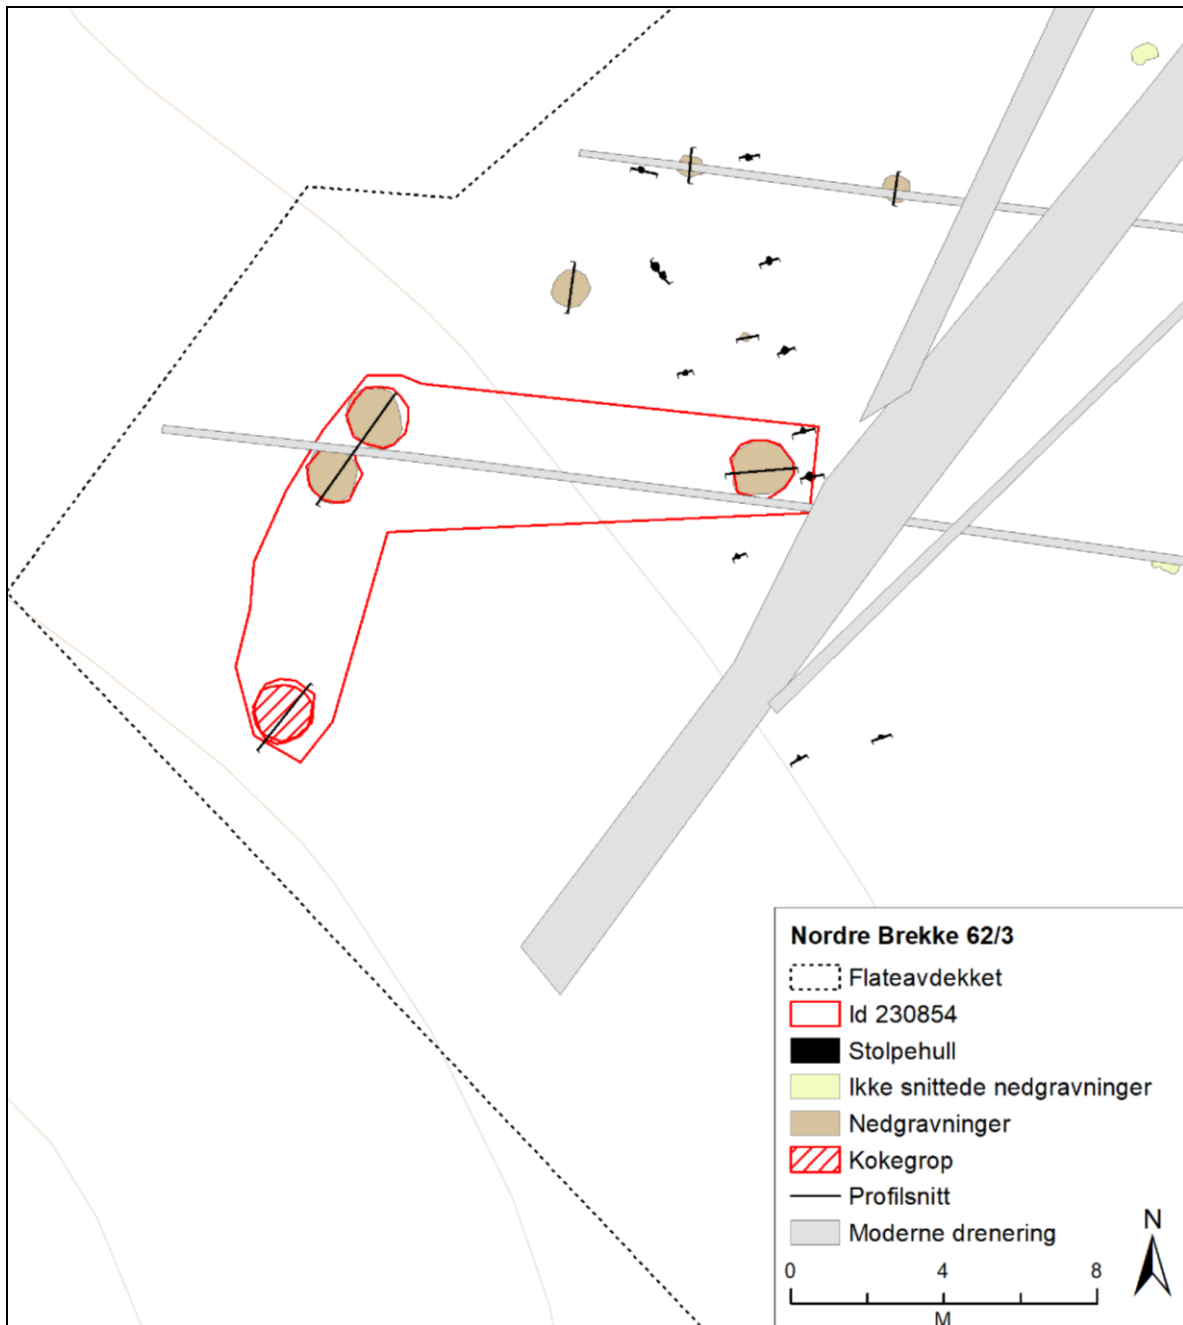 Nordre Brekke 62/3
Flateavdekket
Id 230854
Stolpehull
Ikke snittede nedgravninger
Nedgravninger
Kokegrop
Profilsnitt
Moderne drenering
N
0 4 8
M